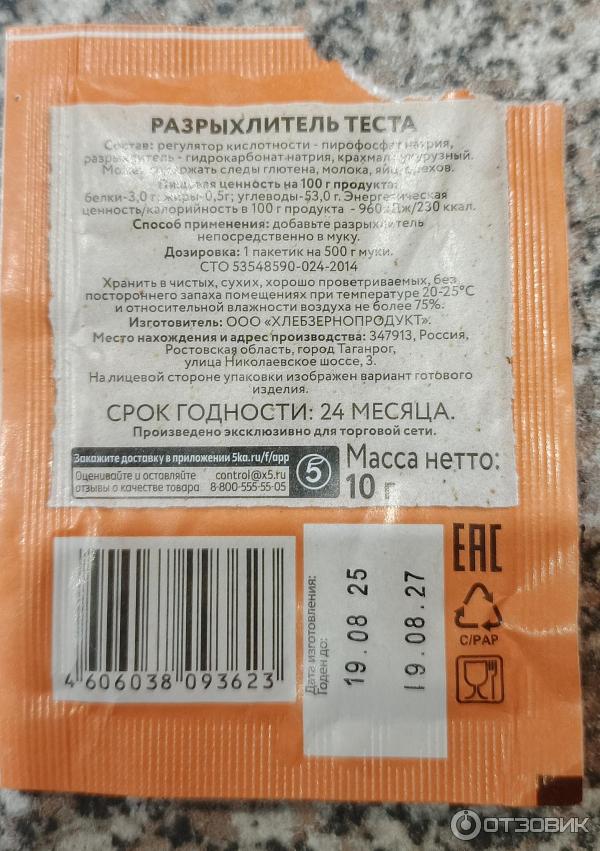 РАЗРЫХЛИТЕЛЬ ТЕСТА
Состав: регулятор кислотности - пирофосфат натрия,
разрыхлитель - гидрокарбонат натрия, крахмал кукурузный.
Может содержать следы глютена, молока, яйца, орехов.
Пищевая ценность на 100 г продукта:
белки-3,0 г; жиры-0,5г; углеводы-53,0 г. Энергетическая
ценность/калорийность в 100 г продукта - 960кДж/230 ккал.
Способ применения: добавьте разрыхлитель
непосредственно в муку.
Дозировка: 1 пакетик на 500 г муки.
СТО 53548590-024-2014
Хранить в чистых, сухих, хорошо проветриваемых, без
постороннего запаха помещениях при температуре 20-25°С
и относительной влажности воздуха не более 75%.
Изготовитель: ООО «ХЛЕБЗЕРНОПРОДУКТ».
Место нахождения и адрес производства: 347913, Россия,
Ростовская область, город Таганрог,
улица Николаевское шоссе, 3.
На лицевой стороне упаковки изображен вариант готового
изделия.
СРОК ГОДНОСТИ: 24 МЕСЯЦА.
Произведено эксклюзивно для торговой сети.
Закажите доставку в приложении 5ka.ru/f/app
Оценивайте и оставляйте control@x5.ru
отзывы о качестве товара 8-800-555-55-05
5
Масса нетто:
10 г
4 606038 093623
Дата изготовления:
Годен до:
19.08 25
19.08.27
EAC
C/PAP
ОТЗОВИК